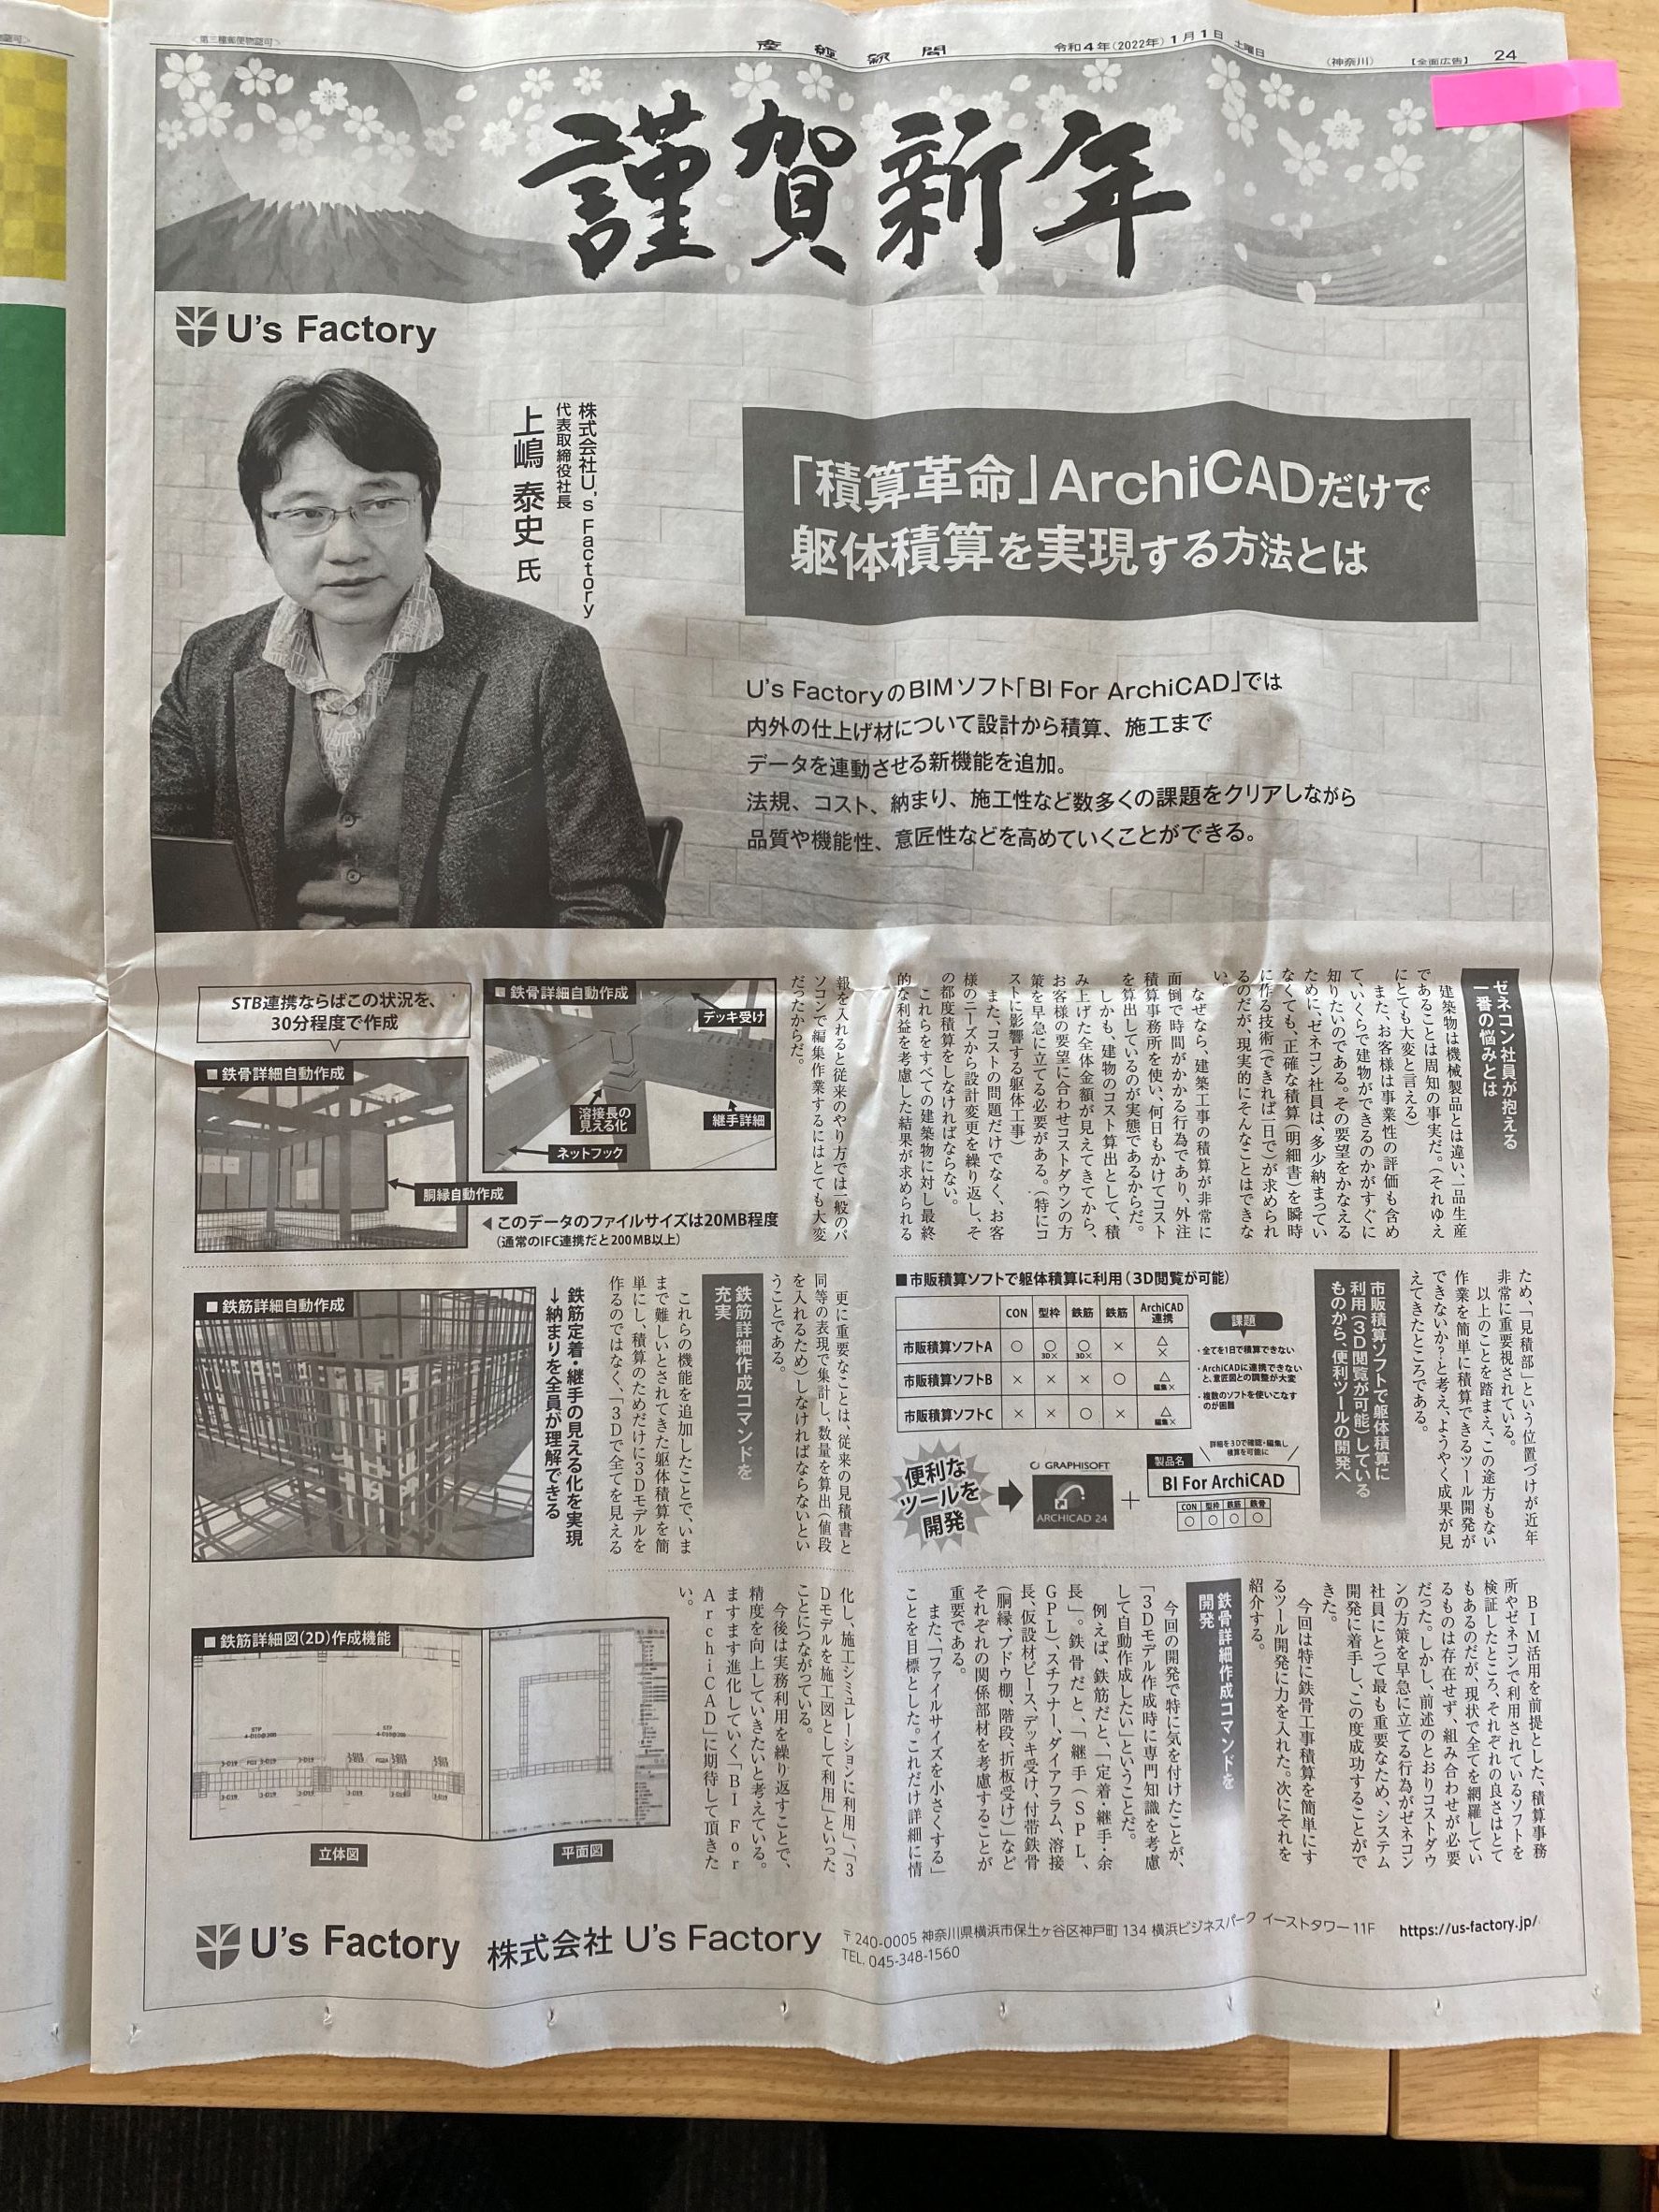 〈第三種郵便物認可〉
産經新聞
令和4年(2022年)1月1日 土曜日
(神奈川)
【全面広告】
24
謹賀新年
U's Factory
株式会社U's Factory
代表取締役社長
上嶋 泰史 氏
「積算革命」ArchiCADだけで
躯体積算を実現する方法とは
U's FactoryのBIMソフト「BI For ArchiCAD」では
内外の仕上げ材について設計から積算、施工まで
データを連動させる新機能を追加。
法規、コスト、納まり、施工性など数多くの課題をクリアしながら
品質や機能性、意匠性などを高めていくことができる。
ゼネコン社員が抱える
一番の悩みとは
建築物は機械製品とは違い、一品生産
であることは周知の事実だ。(それゆえ
にとても大変と言える)
また、お客様は事業性の評価も含め
て、いくらで建物ができるのかがすぐに
知りたいのである。その要望をかなえる
ために、ゼネコン社員は、多少納まってい
なくても、正確な積算(明細書)を瞬時
に作る技術(できれば一日で)が求められ
るのだが、現実的にそんなことはできな
い。
なぜなら、建築工事の積算が非常に
面倒で時間がかかる行為であり、外注
積算事務所を使い、何日もかけてコスト
を算出しているのが実態であるからだ。
しかも、建物のコスト算出として、積
み上げた全体金額が見えてきてから、
お客様の要望に合わせコストダウンの方
策を早急に立てる必要がある。(特にコ
ストに影響する躯体工事)
また、コストの問題だけでなく、お客
様のニーズから設計変更を繰り返し、そ
の都度積算をしなければならない。
これらをすべての建築物に対し最終
的な利益を考慮した結果が求められる
ため、「見積部」という位置づけが近年
非常に重要視されている。
以上のことを踏まえ、この途方もない
作業を簡単に積算できるツール開発が
できないか?と考え、ようやく成果が見
えてきたところである。
市販積算ソフトで躯体積算に
利用(3D閲覧が可能)している
ものから、便利ツールの開発へ
■市販積算ソフトで躯体積算に利用(3D閲覧が可能)
CON 型枠 鉄筋 鉄筋 ArchiCAD連携
市販積算ソフトA ○ ○3D× ○3D× × △×
市販積算ソフトB × × × ○ △編集×
市販積算ソフトC × × ○ × △編集×
課題
・全てを1日で積算できない
・ArchiCADに連携できない
と、意匠図との調整が大変
・複数のソフトを使いこなす
のが困難
便利な
ツールを
開発
GRAPHISOFT
ARCHICAD 24
+
詳細を3Dで確認・編集し
積算を可能に
製品名
BI For ArchiCAD
CON 型枠 鉄筋 鉄骨
○ ○ ○ ○
BIM活用を前提とした、積算事務
所やゼネコンで利用されているソフトを
検証したところ、それぞれの良さはとて
もあるのだが、現状で全てを網羅してい
るものは存在せず、組み合わせが必要
だった。しかし、前述のとおりコストダウ
ンの方策を早急に立てる行為がゼネコン
社員にとって最も重要なため、システム
開発に着手し、この度成功することがで
きた。
今回は特に鉄骨工事積算を簡単にす
るツール開発に力を入れた。次にそれを
紹介する。
鉄骨詳細作成コマンドを
開発
今回の開発で特に気を付けたことが、
「3Dモデル作成時に専門知識を考慮
して自動作成したい」ということだ。
例えば、鉄筋だと、「定着・継手・余
長」。鉄骨だと、「継手(SPL、
GPL)、スチフナー、ダイアフラム、溶接
長、仮設材ピース、デッキ受け、付帯鉄骨
(胴縁、ブドウ棚、階段、折板受け)」など
それぞれの関係部材を考慮することが
重要である。
また、「ファイルサイズを小さくする」
ことを目標とした。これだけ詳細に情
報を入れると従来のやり方では一般のパ
ソコンで編集作業するにはとても大変
だったからだ。
STB連携ならばこの状況を、
30分程度で作成
■鉄骨詳細自動作成
デッキ受け
溶接長の
見える化
継手詳細
ネットフック
■鉄骨詳細自動作成
胴縁自動作成
◀このデータのファイルサイズは20MB程度
(通常のIFC連携だと200MB以上)
更に重要なことは、従来の見積書と
同等の表現で集計し、数量を算出(値段
を入れるため)しなければならないとい
うことである。
鉄筋詳細作成コマンドを
充実
これらの機能を追加したことで、いま
まで難しいとされてきた躯体積算を簡
単にし、積算のためだけに3Dモデルを
作るのではなく、「3Dで全てを見える
化し、施工シミュレーションに利用」、「3
Dモデルを施工図として利用」といった
ことにつながっている。
今後は実務利用を繰り返すことで、
精度を向上していきたいと考えている。
ますます進化していく「BI For
ArchiCAD」に期待して頂きた
い。
■鉄筋詳細自動作成
鉄筋定着・継手の見える化を実現
→納まりを全員が理解できる
■鉄筋詳細図(2D)作成機能
立体図
平面図
U's Factory
株式会社 U's Factory
〒240-0005 神奈川県横浜市保土ヶ谷区神戸町 134 横浜ビジネスパーク イーストタワー 11F
TEL. 045-348-1560
https://us-factory.jp/